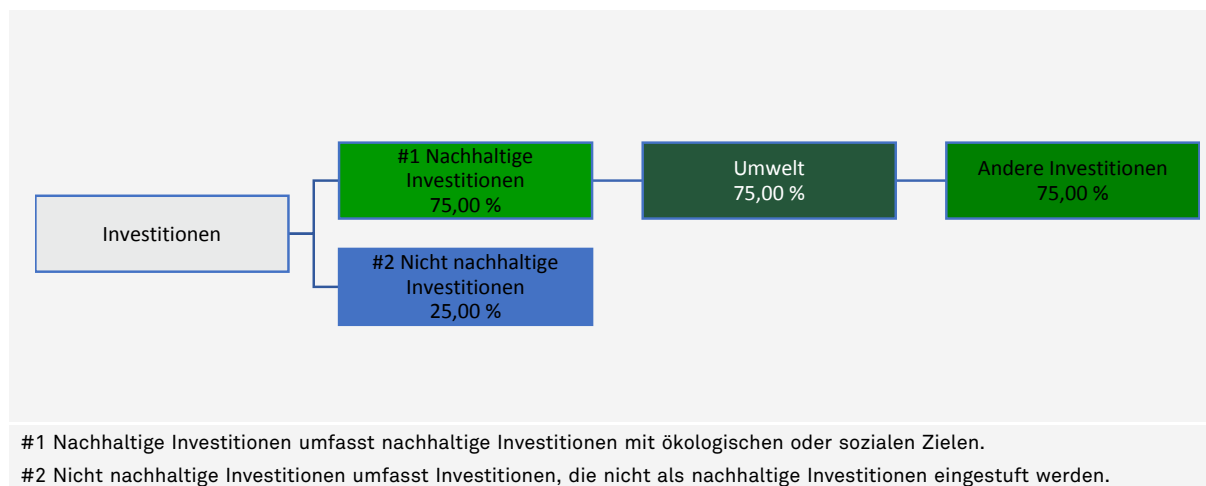 Investitionen
#1 Nachhaltige
Investitionen
75,00 %
Umwelt
75,00 %
Andere Investitionen
75,00 %
#2 Nicht nachhaltige
Investitionen
25,00 %
#1 Nachhaltige Investitionen umfasst nachhaltige Investitionen mit ökologischen oder sozialen Zielen.
#2 Nicht nachhaltige Investitionen umfasst Investitionen, die nicht als nachhaltige Investitionen eingestuft werden.